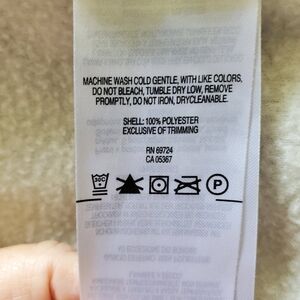 MACHINE WASH COLD GENTLE, WITH LIKE COLORS,
DO NOT BLEACH, TUMBLE DRY LOW, REMOVE
PROMPTLY, DO NOT IRON, DRYCLEANABLE.
SHELL: 100% POLYESTER
EXCLUSIVE OF TRIMMING
RN 69724
CA 05367
30C P